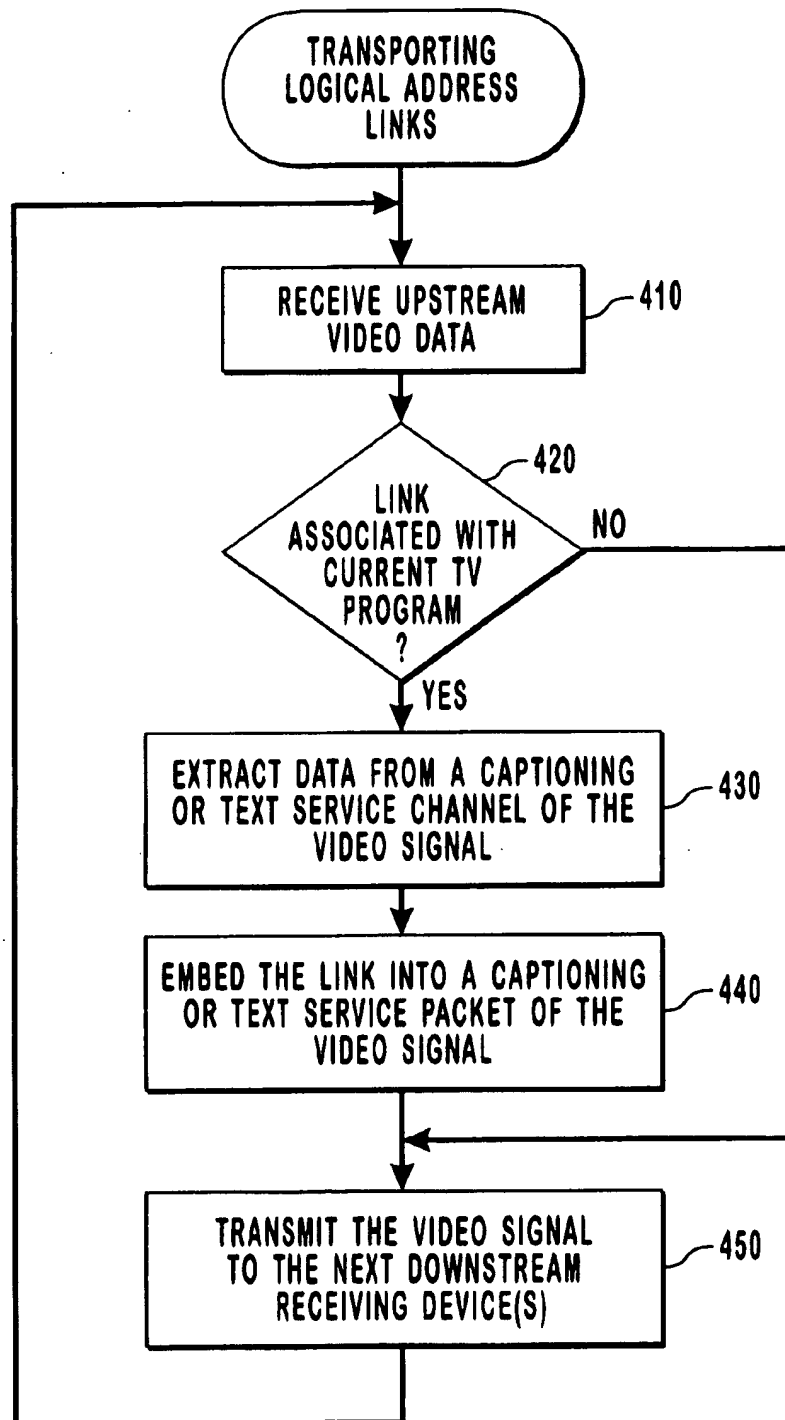 TRANSPORTING
LOGICAL ADDRESS
LINKS
RECEIVE UPSTREAM
VIDEO DATA
410
420
LINK
ASSOCIATED WITH
CURRENT TV
PROGRAM
?
NO
YES
EXTRACT DATA FROM A CAPTIONING
OR TEXT SERVICE CHANNEL OF THE
VIDEO SIGNAL
430
EMBED THE LINK INTO A CAPTIONING
OR TEXT SERVICE PACKET OF THE
VIDEO SIGNAL
440
TRANSMIT THE VIDEO SIGNAL
TO THE NEXT DOWNSTREAM
RECEIVING DEVICE(S)
450